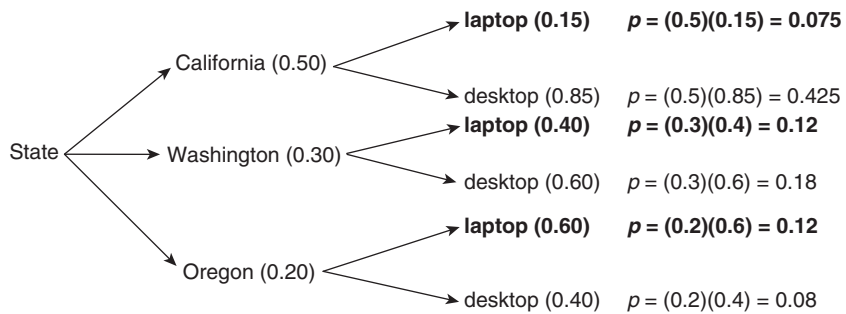 laptop (0.15) p = (0.5)(0.15) = 0.075
California (0.50)
desktop (0.85) p = (0.5)(0.85) = 0.425
laptop (0.40) p = (0.3)(0.4) = 0.12
State
Washington (0.30)
desktop (0.60) p = (0.3)(0.6) = 0.18
laptop (0.60) p = (0.2)(0.6) = 0.12
Oregon (0.20)
desktop (0.40) p = (0.2)(0.4) = 0.08